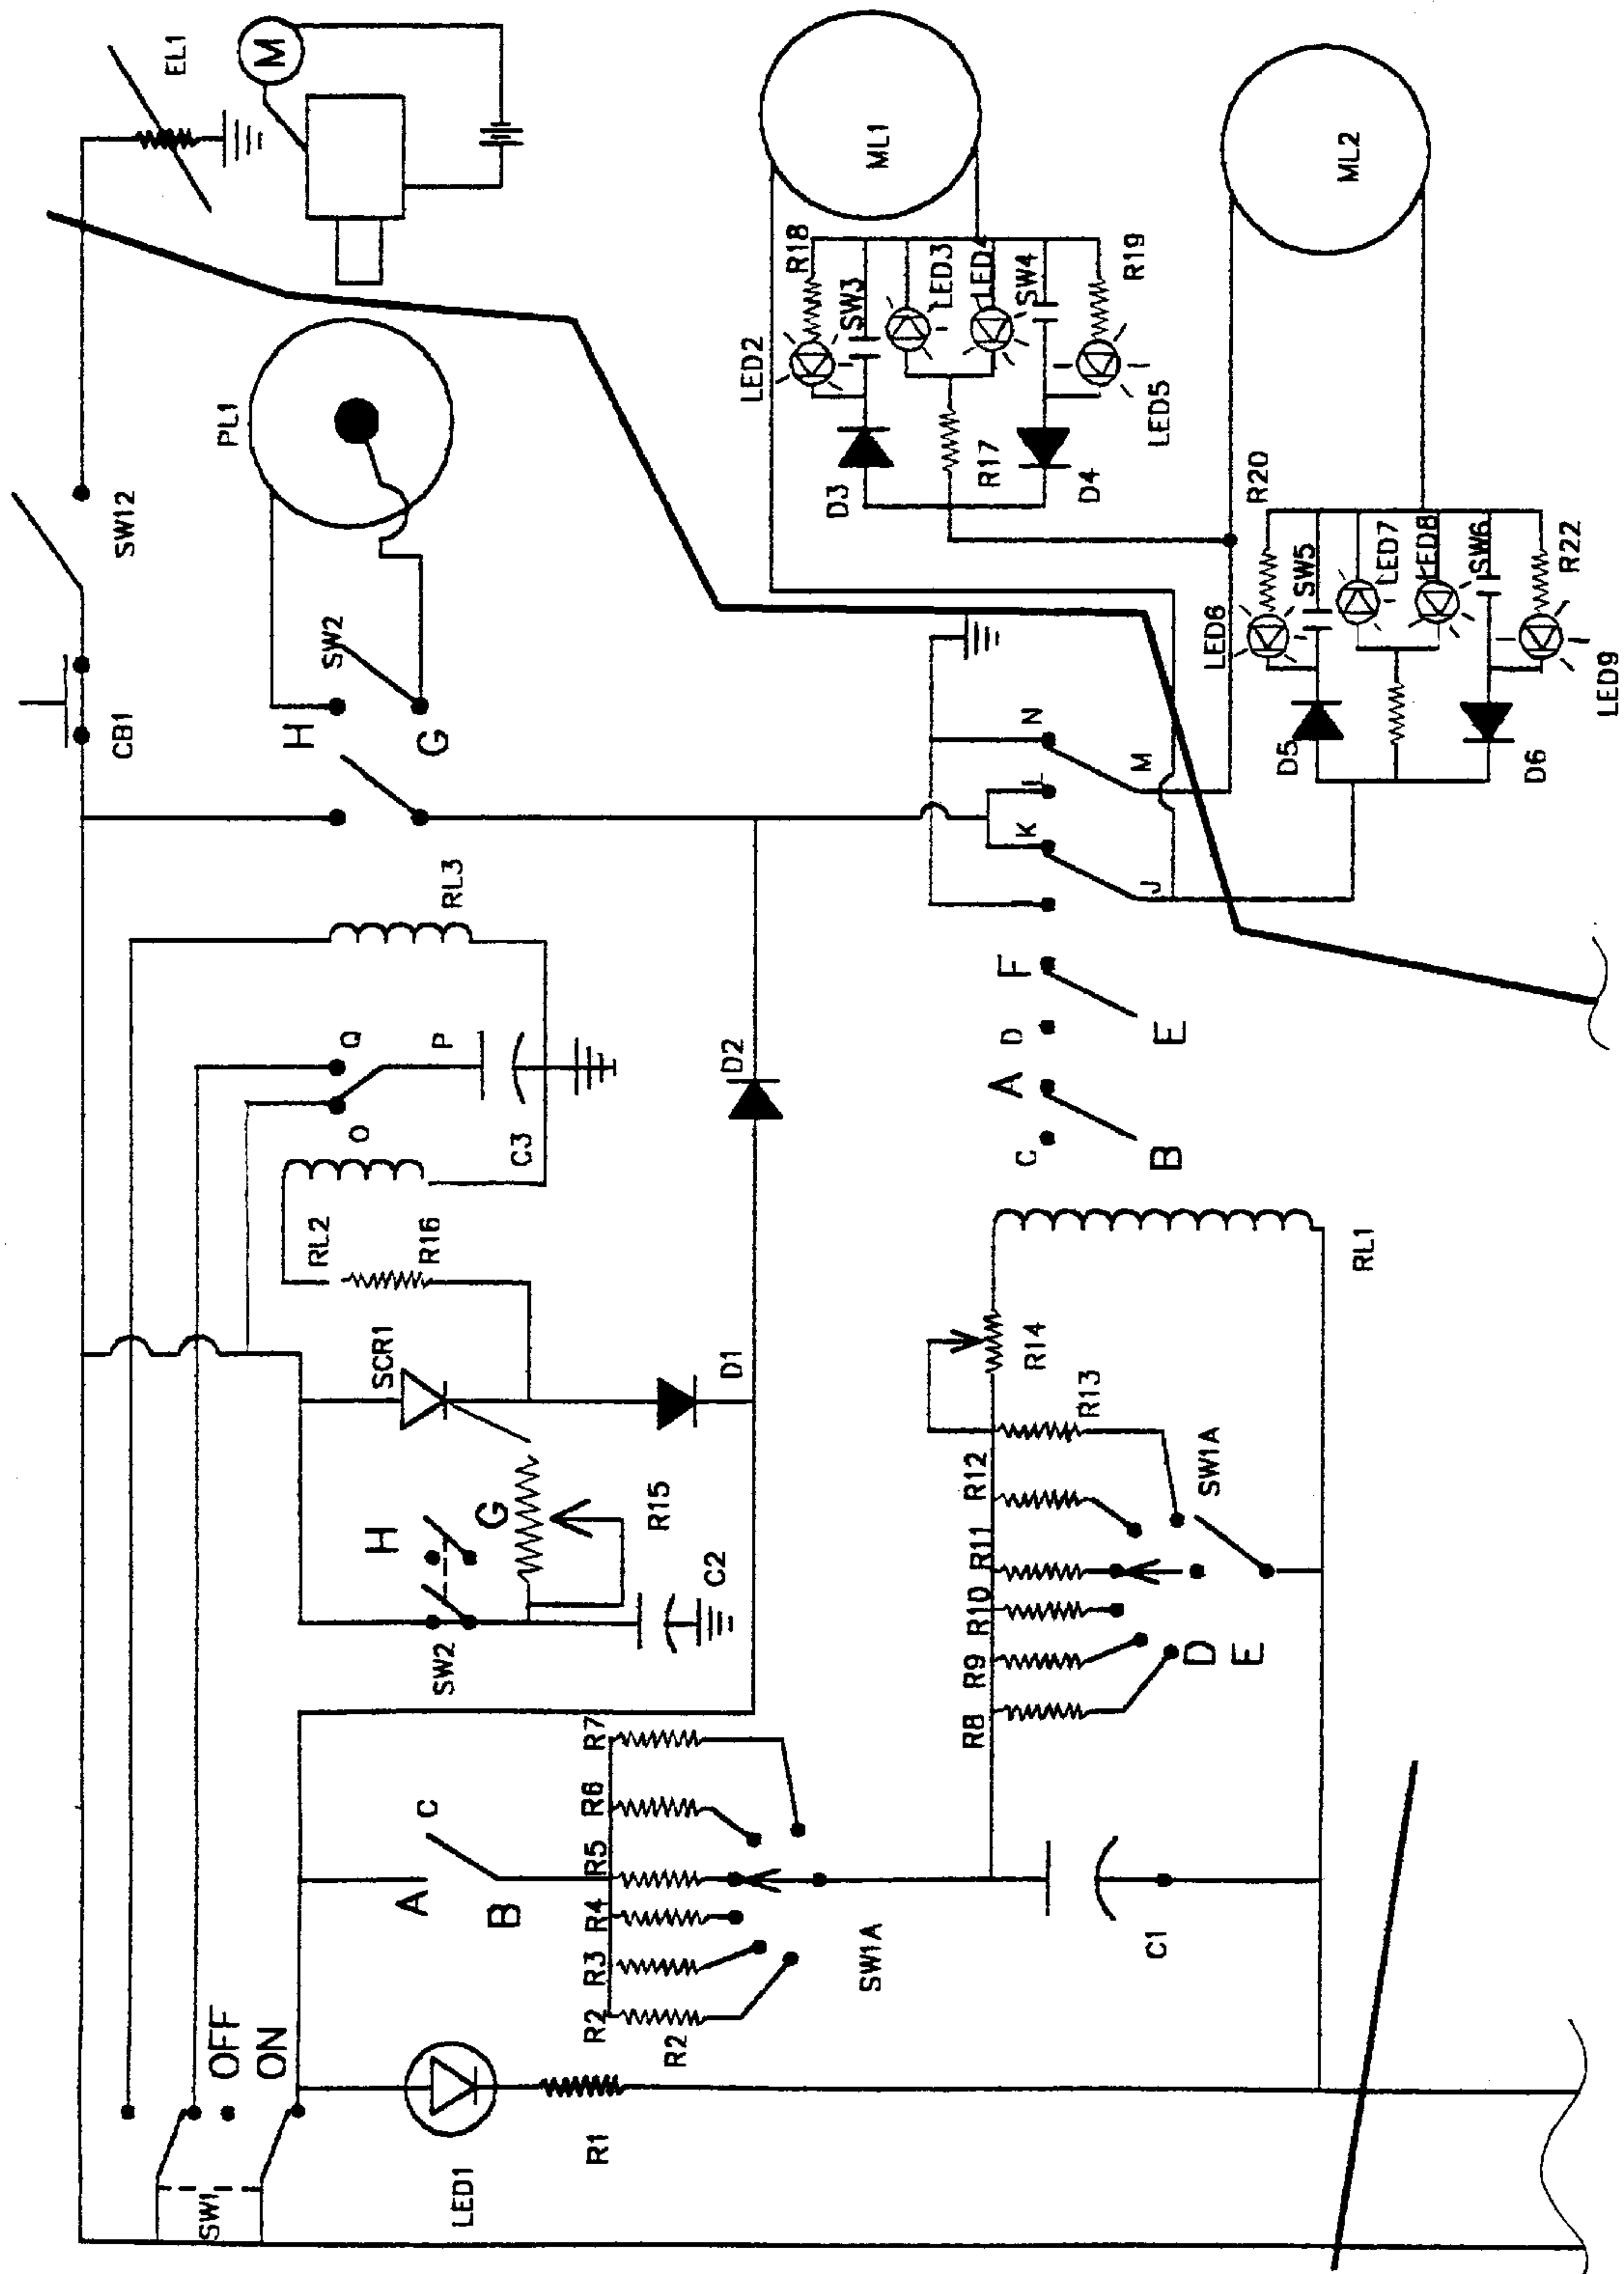 SW1
OFF
ON
CB1
SW12
EL1
PL1
M
H
LED1
A
C
SW2
H
RL2
SCR1
O
Q
RL3
SW2
G
B
G
R16
P
R1
R2
R3
R4
R5
R6
R7
C3
R2
R15
C2
D1
D2
LED2
R18
SW3
D3
LED3
SW1A
R17
LED4
SW4
D4
R19
LED5
ML1
R8
R9
R10
R11
R12
R14
R13
C
A
D
F
K
L
N
C1
D
E
SW1A
B
E
J
M
RL1
LED6
R20
D5
SW5
LED7
LED8
SW6
D6
R22
LED9
ML2